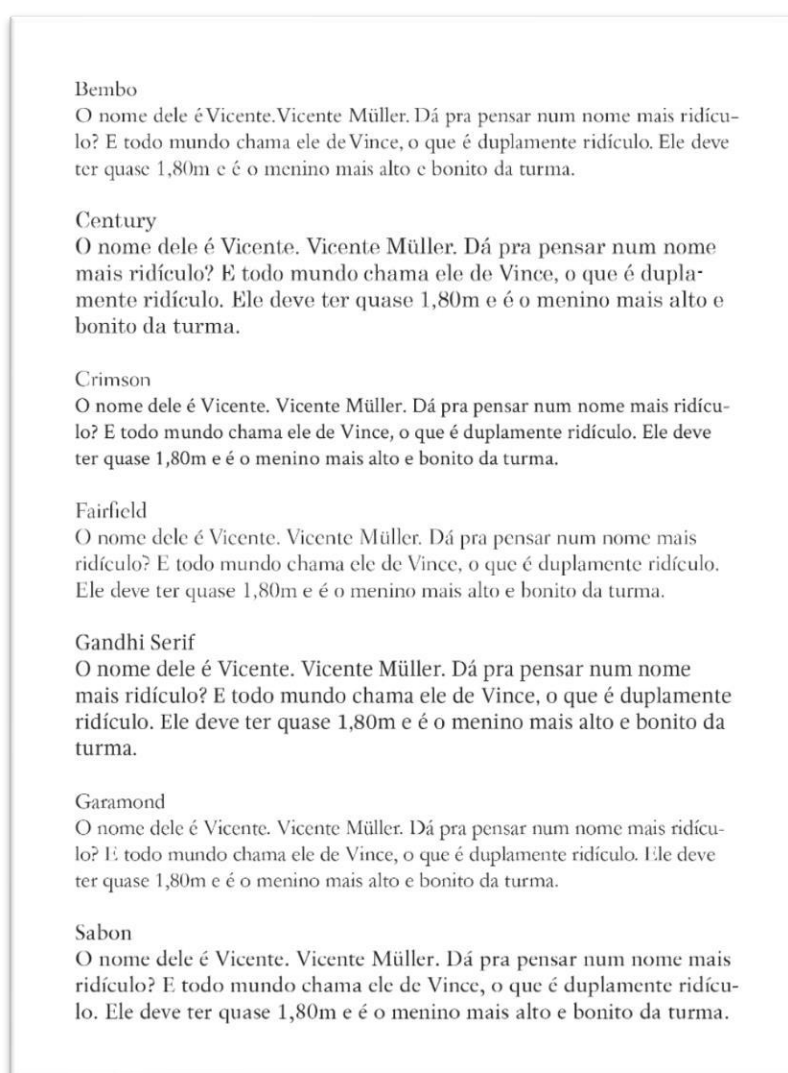 Bembo
O nome dele é Vicente. Vicente Müller. Dá pra pensar num nome mais ridícu-
lo? E todo mundo chama ele de Vince, o que é duplamente ridículo. Ele deve
ter quase 1,80m e é o menino mais alto e bonito da turma.
Century
O nome dele é Vicente. Vicente Müller. Dá pra pensar num nome
mais ridículo? E todo mundo chama ele de Vince, o que é dupla-
mente ridículo. Ele deve ter quase 1,80m e é o menino mais alto e
bonito da turma.
Crimson
O nome dele é Vicente. Vicente Müller. Dá pra pensar num nome mais ridícu-
lo? E todo mundo chama ele de Vince, o que é duplamente ridículo. Ele deve
ter quase 1,80m e é o menino mais alto e bonito da turma.
Fairfield
O nome dele é Vicente. Vicente Müller. Dá pra pensar num nome mais
ridículo? E todo mundo chama ele de Vince, o que é duplamente ridículo.
Ele deve ter quase 1,80m e é o menino mais alto e bonito da turma.
Gandhi Serif
O nome dele é Vicente. Vicente Müller. Dá pra pensar num nome
mais ridículo? E todo mundo chama ele de Vince, o que é duplamente
ridículo. Ele deve ter quase 1,80m e é o menino mais alto e bonito da
turma.
Garamond
O nome dele é Vicente. Vicente Müller. Dá pra pensar num nome mais ridícu-
lo? E todo mundo chama ele de Vince, o que é duplamente ridículo. Ele deve
ter quase 1,80m e é o menino mais alto e bonito da turma.
Sabon
O nome dele é Vicente. Vicente Müller. Dá pra pensar num nome mais
ridículo? E todo mundo chama ele de Vince, o que é duplamente ridícu-
lo. Ele deve ter quase 1,80m e é o menino mais alto e bonito da turma.